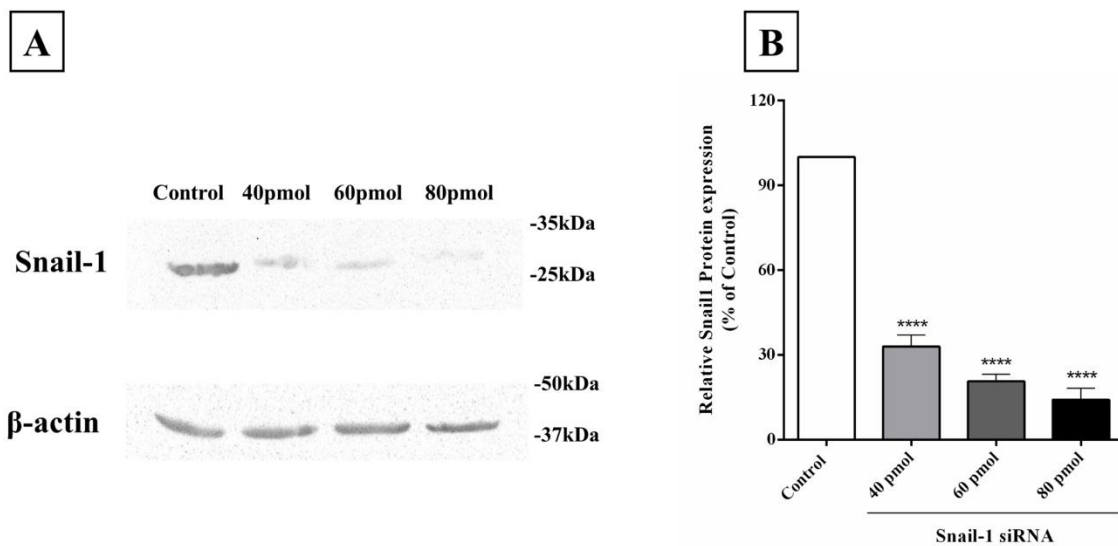 A
Control 40pmol 60pmol 80pmol
-35kDa
Snail-1
-25kDa
-50kDa
β-actin
-37kDa
B
Relative Snail1 Protein expression
(% of Control)
120
90
60
30
0
****
****
****
Control
40 pmol
60 pmol
80 pmol
Snail-1 siRNA